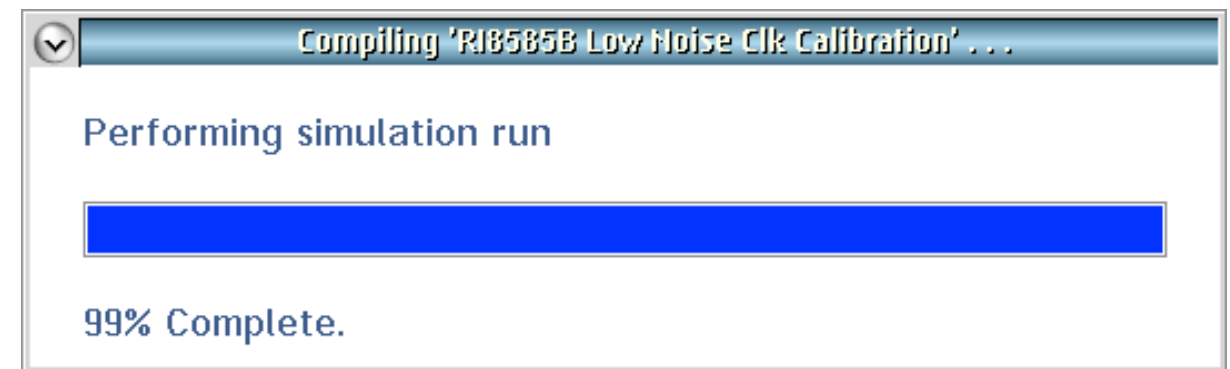 Compiling 'RI8585B Low Noise Clk Calibration' . . .
Performing simulation run
99% Complete.